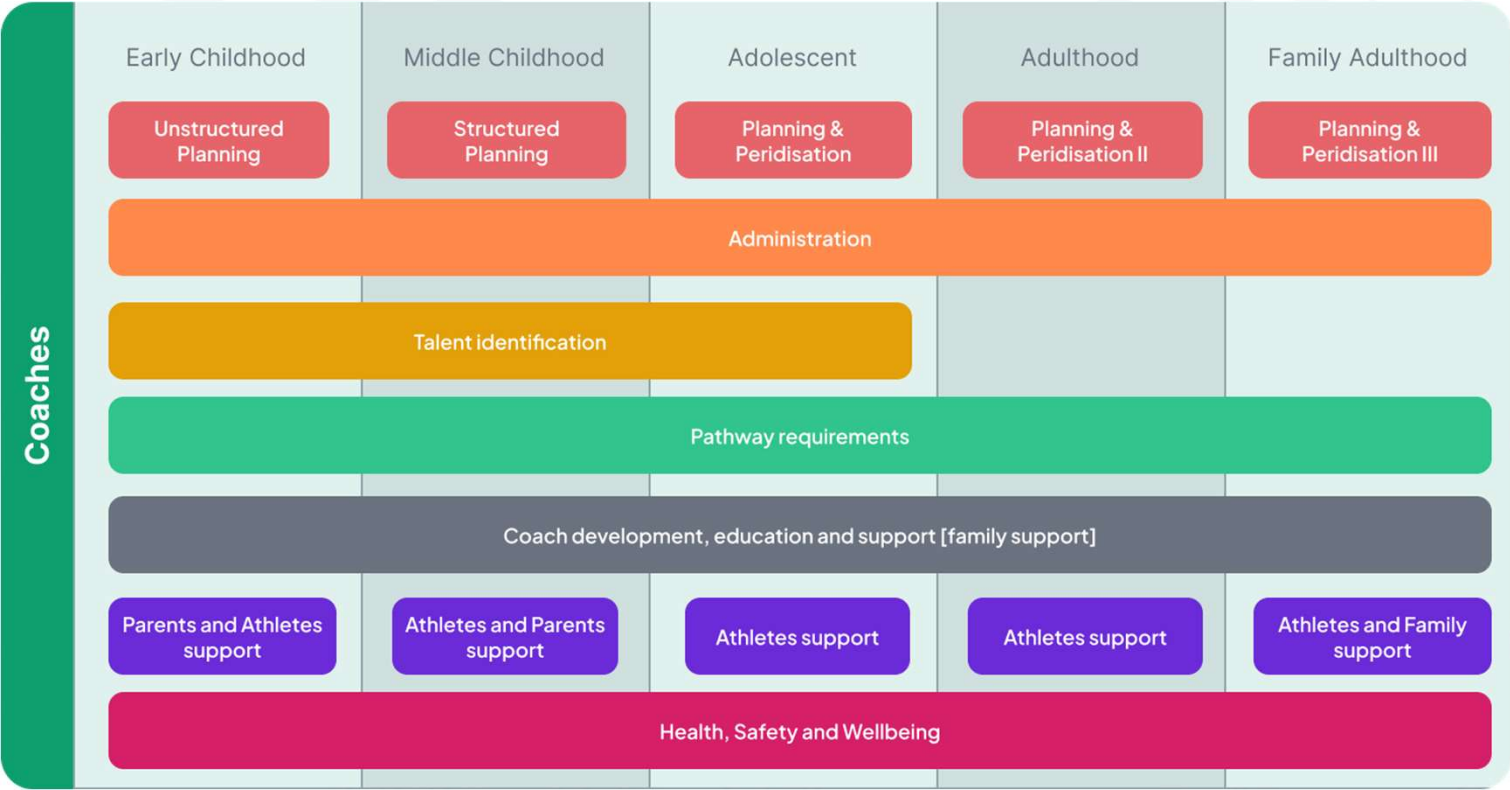 Coaches
Early Childhood
Middle Childhood
Adolescent
Adulthood
Family Adulthood
Unstructured
Planning
Structured
Planning
Planning &
Peridisation
Planning &
Peridisation II
Planning &
Peridisation III
Administration
Talent identification
Pathway requirements
Coach development, education and support [family support]
Parents and Athletes
support
Athletes and Parents
support
Athletes support
Athletes support
Athletes and Family
support
Health, Safety and Wellbeing